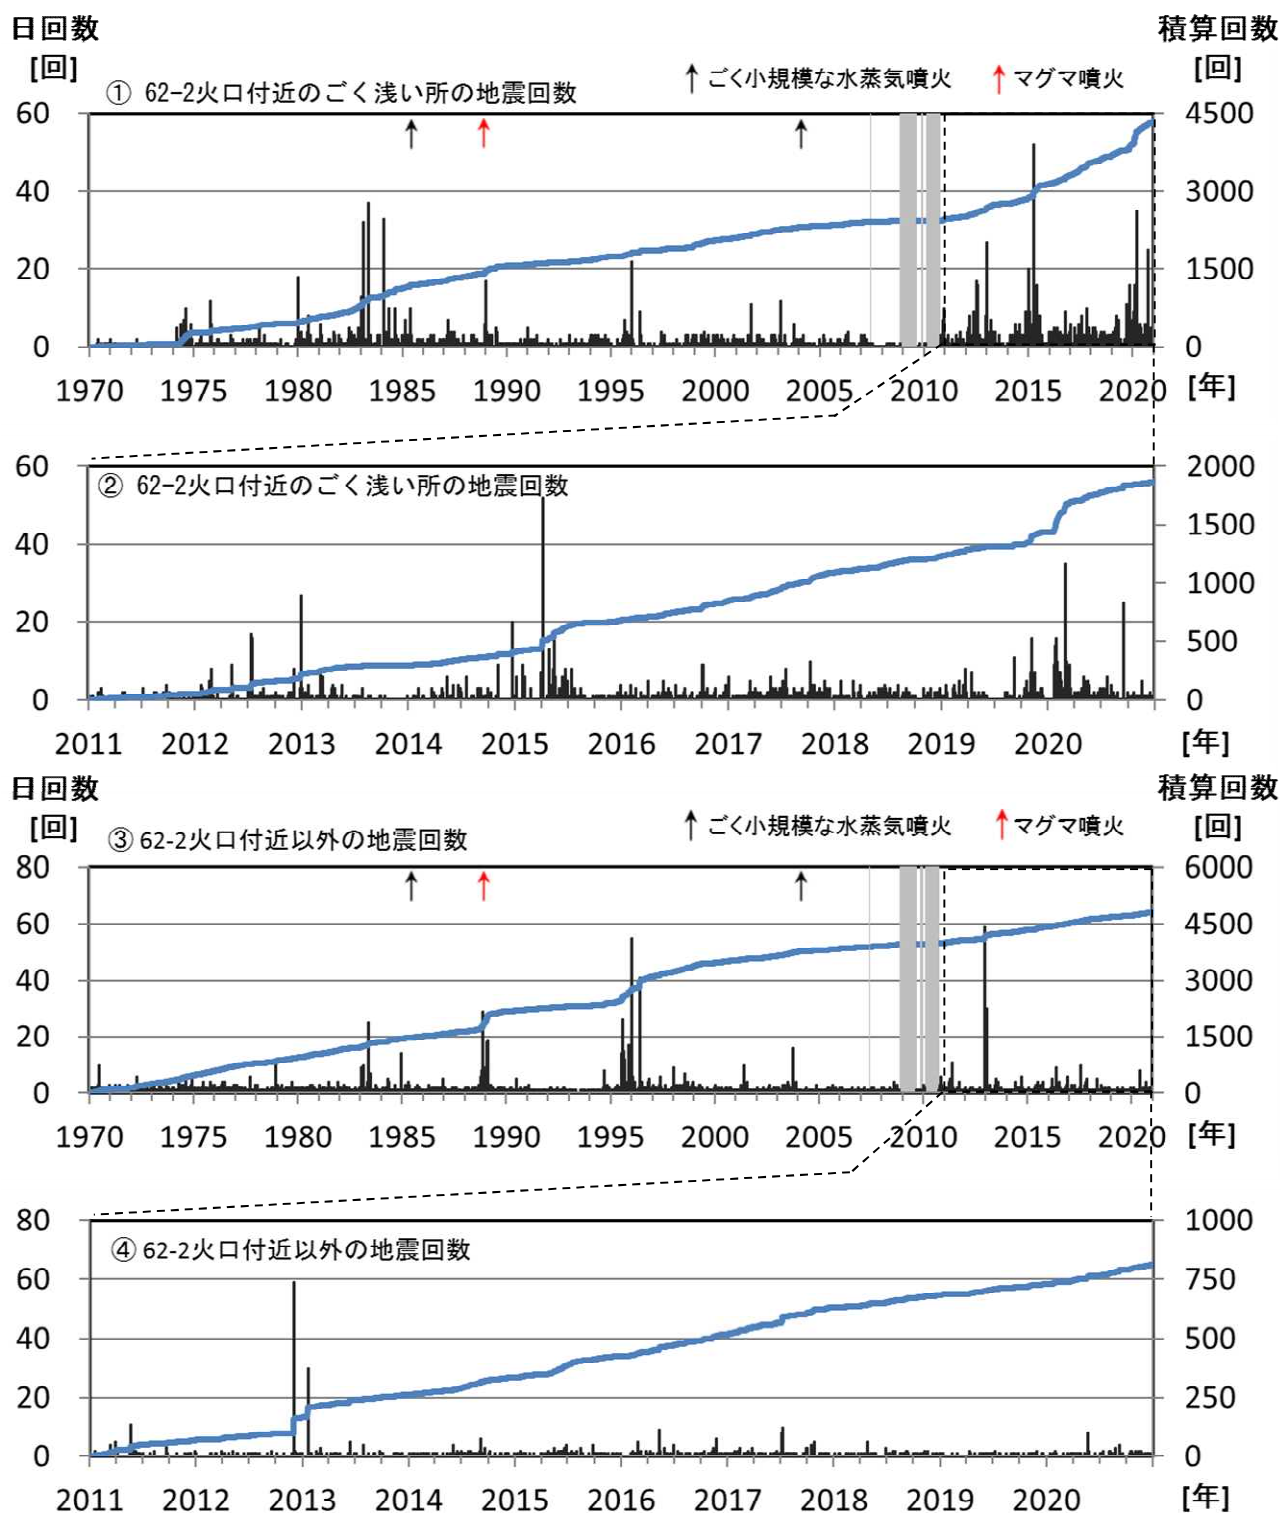 日回数 積算回数
[回] [回]
① 62−2火口付近のごく浅い所の地震回数 ごく小規模な水蒸気噴火 マグマ噴火
60 4500
40 3000
20 1500
0 0
1970 1975 1980 1985 1990 1995 2000 2005 2010 2015 2020 [年]
② 62−2火口付近のごく浅い所の地震回数
60 2000
1500
40
1000
20
500
0 0
2011 2012 2013 2014 2015 2016 2017 2018 2019 2020 [年]
日回数 積算回数
[回] [回]
③ 62-2火口付近以外の地震回数 ごく小規模な水蒸気噴火 マグマ噴火
80 6000
60 4500
40 3000
20 1500
0 0
1970 1975 1980 1985 1990 1995 2000 2005 2010 2015 2020 [年]
④ 62-2火口付近以外の地震回数
80 1000
60 750
40 500
20 250
0 0
2011 2012 2013 2014 2015 2016 2017 2018 2019 2020 [年]